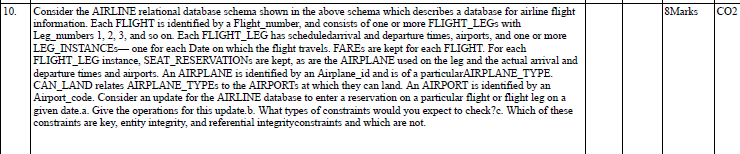 10. Consider the AIRLINE relational database schema shown in the above schema which describes a database for airline flight 8Marks CO2
information. Each FLIGHT is identified by a Flight_number, and consists of one or more FLIGHT_LEGs with
Leg_numbers 1, 2, 3, and so on. Each FLIGHT_LEG has scheduledarrival and departure times, airports, and one or more
LEG_INSTANCEs— one for each Date on which the flight travels. FAREs are kept for each FLIGHT. For each
FLIGHT_LEG instance, SEAT_RESERVATIONs are kept, as are the AIRPLANE used on the leg and the actual arrival and
departure times and airports. An AIRPLANE is identified by an Airplane_id and is of a particularAIRPLANE_TYPE.
CAN_LAND relates AIRPLANE_TYPEs to the AIRPORTs at which they can land. An AIRPORT is identified by an
Airport_code. Consider an update for the AIRLINE database to enter a reservation on a particular flight or flight leg on a
given date.a. Give the operations for this update.b. What types of constraints would you expect to check?c. Which of these
constraints are key, entity integrity, and referential integrityconstraints and which are not.